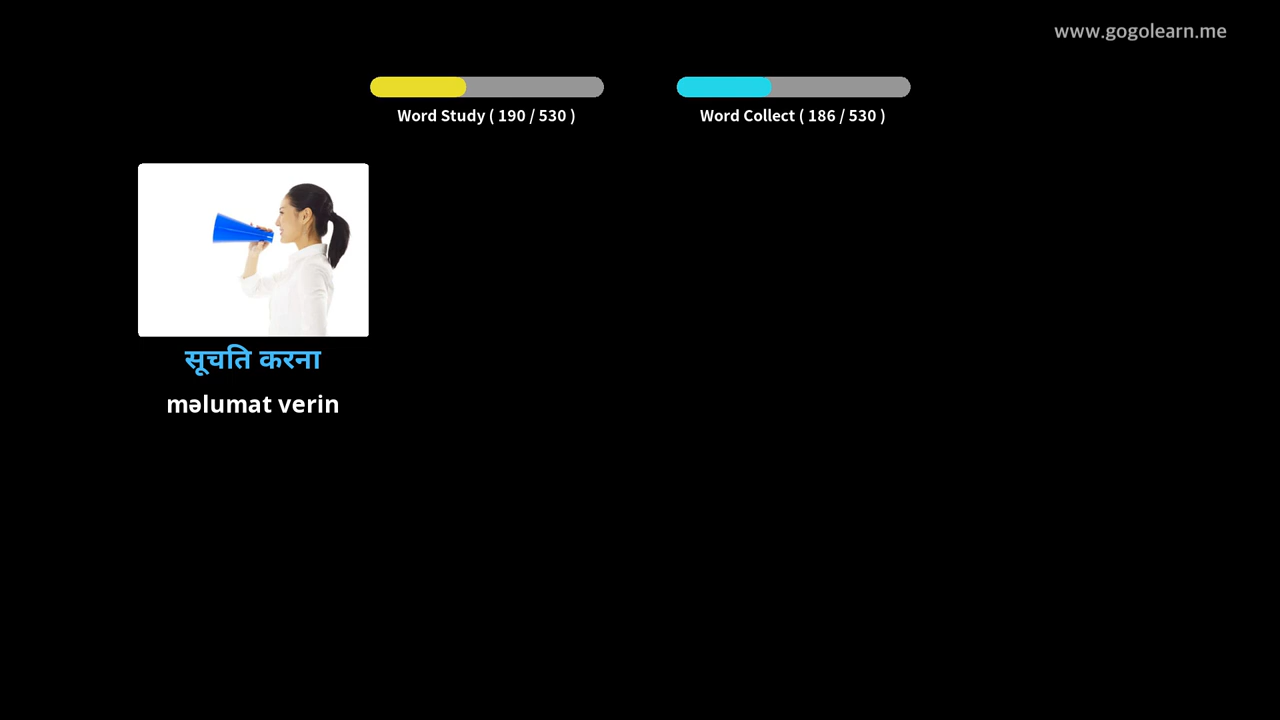 www.gogolearn.me
Word Study ( 190 / 530 )
Word Collect ( 186 / 530 )
सूचति करना
məlumat verin